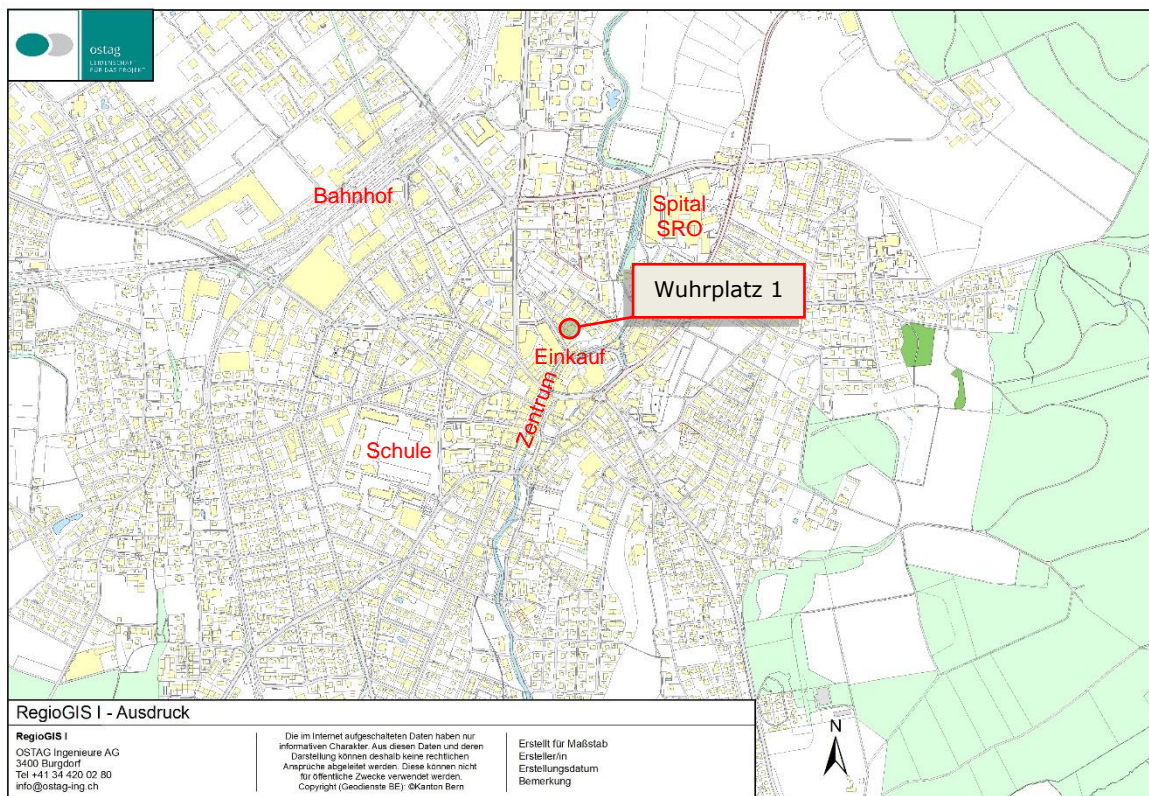 ostag
LEIDENSCHAFT
FÜR DAS PROJEKT
Bahnhof
Spital
SRO
Wuhrplatz 1
Einkauf
Zentrum
Schule
RegioGIS I - Ausdruck
RegioGIS I
OSTAG Ingenieure AG
3400 Burgdorf
Tel +41 34 420 02 80
info@ostag-ing.ch
Die im Internet aufgeschalteten Daten haben nur
informativen Charakter. Aus diesen Daten und deren
Darstellung können deshalb keine rechtlichen
Ansprüche abgeleitet werden. Diese können nicht
für öffentliche Zwecke verwendet werden.
Copyright (Geodienste BE): ©Kanton Bern
Erstellt für Maßstab
Ersteller/in
Erstellungsdatum
Bemerkung
N